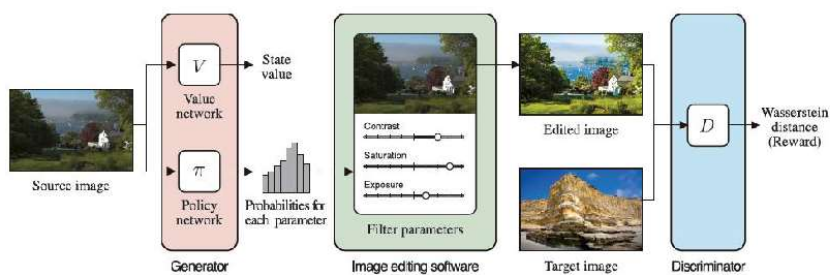 Source image
V
Value
network
π
Policy
network
Generator
State
value
Probabilities for
each parameter
Contrast
Saturation
Exposure
Filter parameters
Image editing software
Edited image
Target image
D
Discriminator
Wasserstein
distance
(Reward)